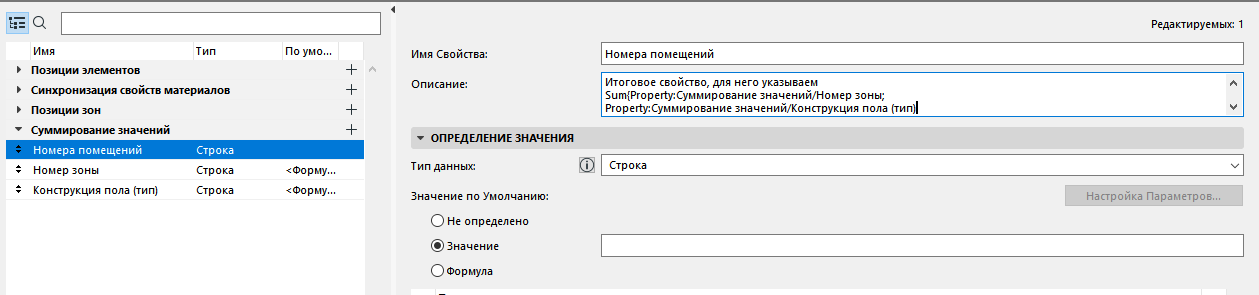 Имя Тип По умо...
Позиции элементов
Синхронизация свойств материалов
Позиции зон
Суммирование значений
Номера помещений Строка
Номер зоны Строка <Форму...
Конструкция пола (тип) Строка <Форму...
Редактируемых: 1
Имя Свойства: Номера помещений
Описание: Итоговое свойство, для него указываем
Sum{Property:Суммирование значений/Номер зоны;
Property:Суммирование значений/Конструкция пола (тип)
ОПРЕДЕЛЕНИЕ ЗНАЧЕНИЯ
Тип данных: Строка
Значение по Умолчанию: Настройка Параметров...
Не определено
Значение
Формула